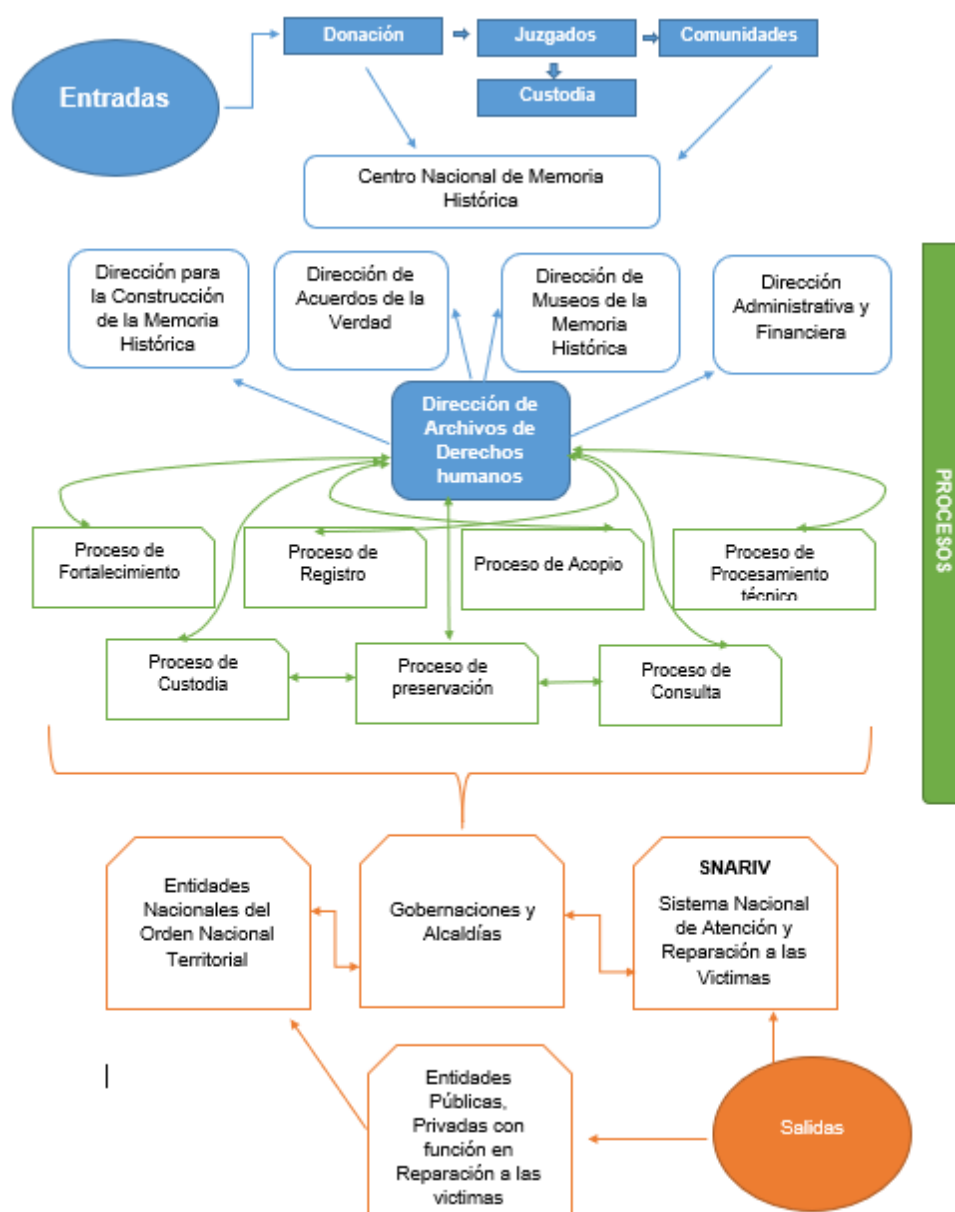 Entradas
Donación
Juzgados
Comunidades
Custodia
Centro Nacional de Memoria
Histórica
Dirección para
la Construcción
de la Memoria
Histórica
Dirección de
Acuerdos de la
Verdad
Dirección de
Museos de la
Memoria
Histórica
Dirección
Administrativa y
Financiera
Dirección de
Archivos de
Derechos
humanos
PROCESOS
Proceso de
Fortalecimiento
Proceso de
Registro
Proceso de Acopio
Proceso de
Procesamiento
técnico
Proceso de
Custodia
Proceso de
preservación
Proceso de
Consulta
Entidades
Nacionales del
Orden Nacional
Territorial
Gobernaciones y
Alcaldías
SNARIV
Sistema Nacional
de Atención y
Reparación a las
Victimas
Entidades
Públicas,
Privadas con
función en
Reparación a las
victimas
Salidas